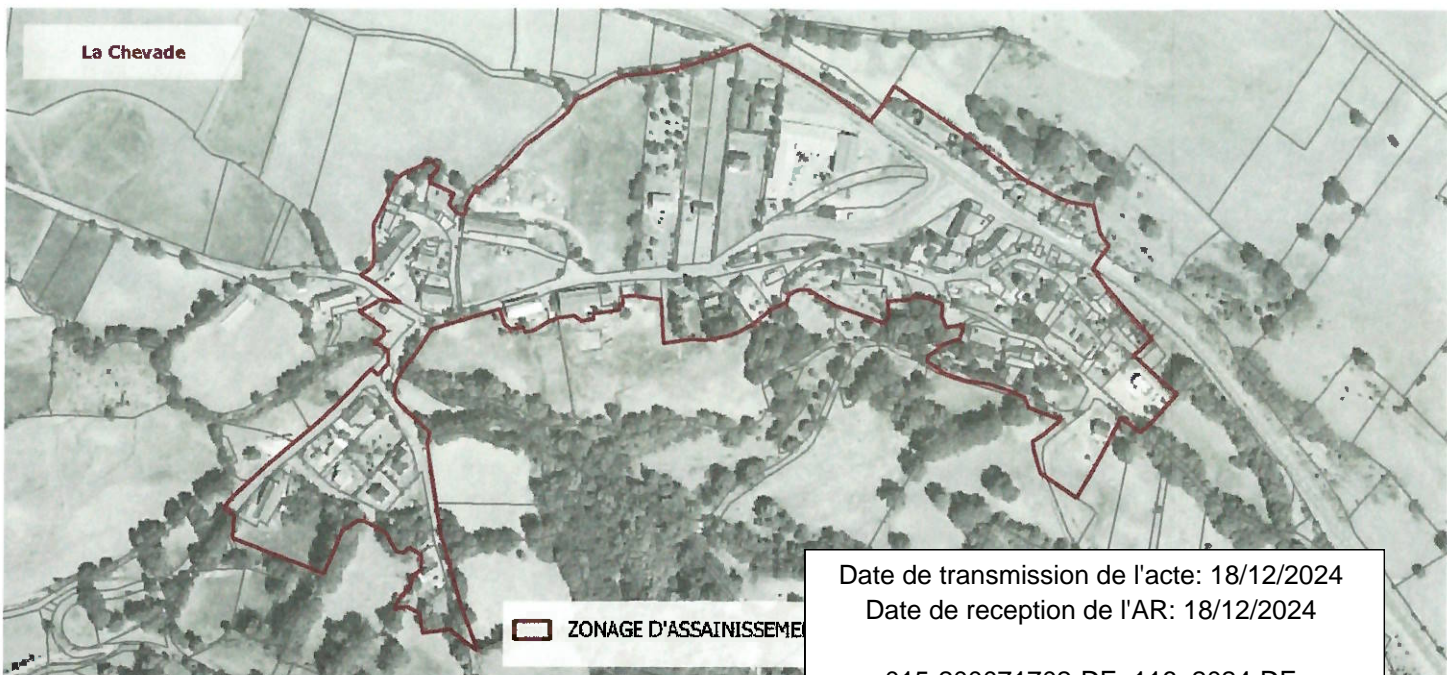 La Chevade
ZONAGE D'ASSAINISSEME
Date de transmission de l'acte: 18/12/2024
Date de reception de l'AR: 18/12/2024